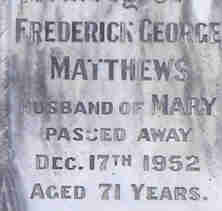 FREDERICK GEORGE
MATTHEWS
HUSBAND OF MARY
PASSED AWAY
DEC. 17TH 1952
AGED 71 YEARS.